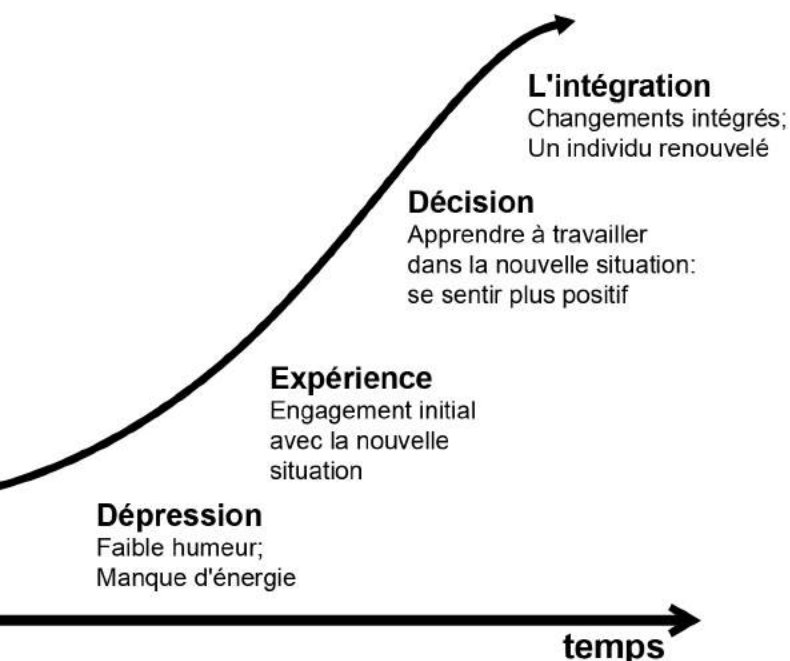 L'intégration
Changements intégrés;
Un individu renouvelé
Décision
Apprendre à travailler
dans la nouvelle situation:
se sentir plus positif
Expérience
Engagement initial
avec la nouvelle
situation
Dépression
Faible humeur;
Manque d'énergie
temps